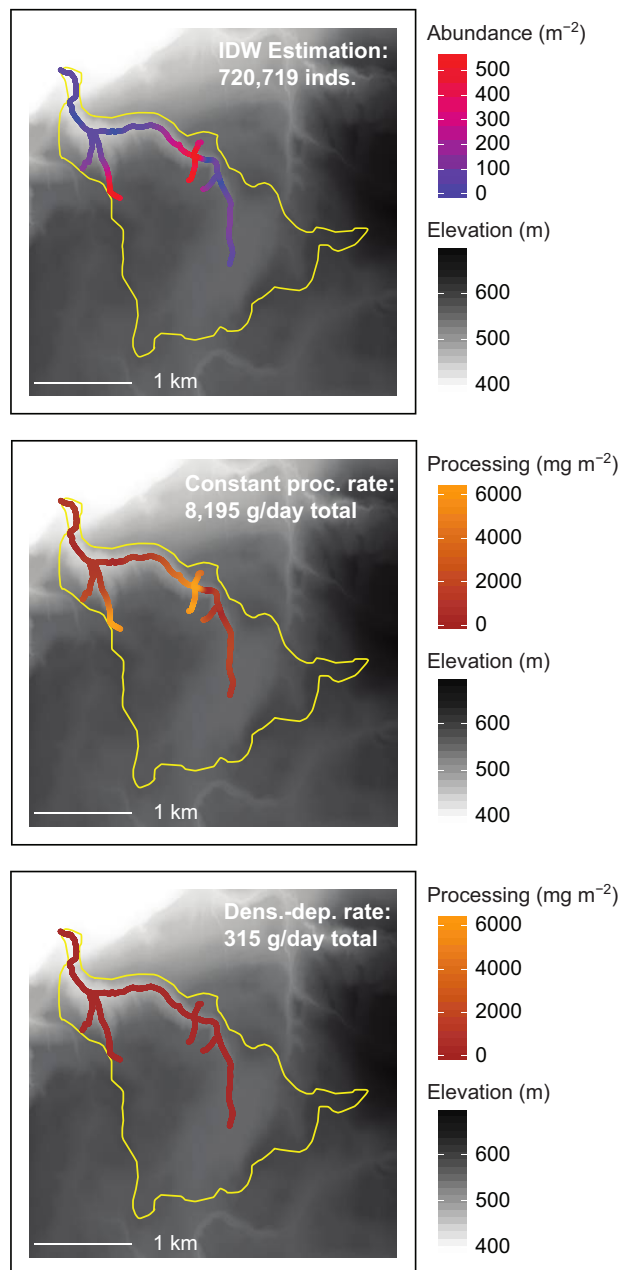 IDW Estimation:
720,719 inds.
1 km
Abundance (m⁻²)
500
400
300
200
100
0
Elevation (m)
600
500
400
Constant proc. rate:
8,195 g/day total
1 km
Processing (mg m⁻²)
6000
4000
2000
0
Elevation (m)
600
500
400
Dens.-dep. rate:
315 g/day total
1 km
Processing (mg m⁻²)
6000
4000
2000
0
Elevation (m)
600
500
400